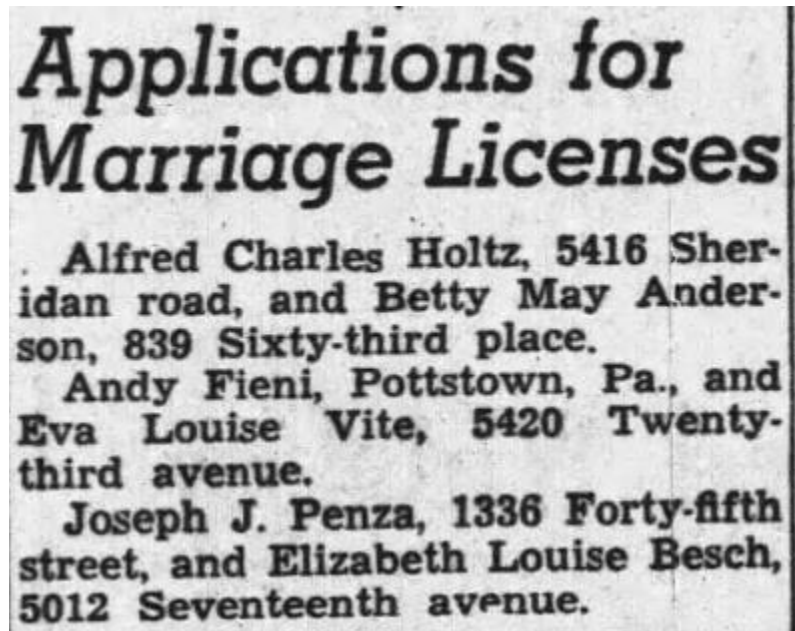 Applications for
Marriage Licenses
Alfred Charles Holtz, 5416 Sher-
idan road, and Betty May Ander-
son, 839 Sixty-third place.
Andy Fieni, Pottstown, Pa., and
Eva Louise Vite, 5420 Twenty-
third avenue.
Joseph J. Penza, 1336 Forty-fifth
street, and Elizabeth Louise Besch,
5012 Seventeenth avenue.